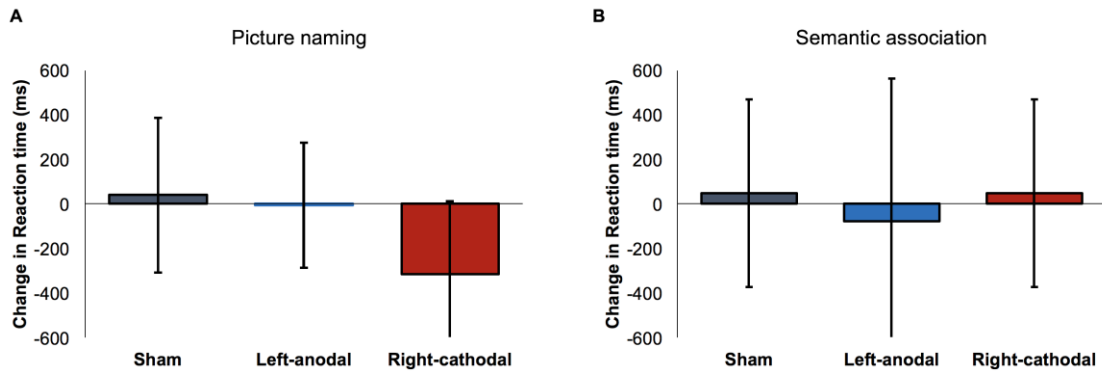 A
Picture naming
Change in Reaction time (ms)
600
400
200
0
-200
-400
-600
Sham
Left-anodal
Right-cathodal
B
Semantic association
Change in Reaction time (ms)
600
400
200
0
-200
-400
-600
Sham
Left-anodal
Right-cathodal